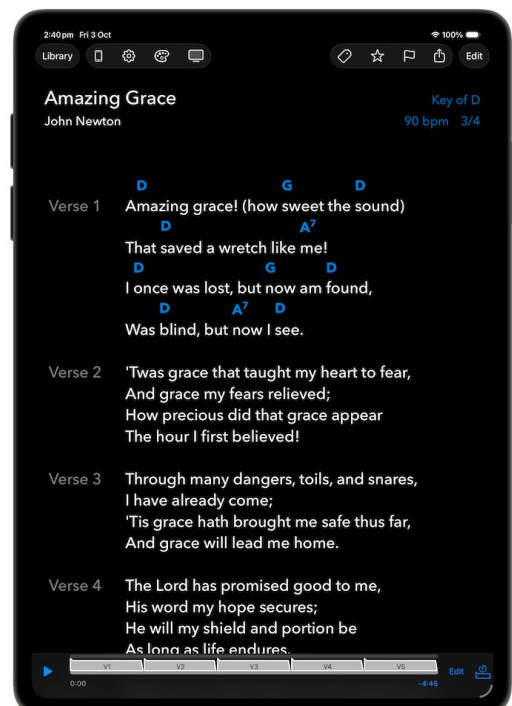 2:40 pm Fri 3 Oct
100%
Library
Edit
Amazing Grace
Key of D
John Newton
90 bpm 3/4
D G D
Verse 1 Amazing grace! (how sweet the sound)
D A7
That saved a wretch like me!
D G D
I once was lost, but now am found,
D A7 D
Was blind, but now I see.
Verse 2 'Twas grace that taught my heart to fear,
And grace my fears relieved;
How precious did that grace appear
The hour I first believed!
Verse 3 Through many dangers, toils, and snares,
I have already come;
'Tis grace hath brought me safe thus far,
And grace will lead me home.
Verse 4 The Lord has promised good to me,
His word my hope secures;
He will my shield and portion be
As long as life endures.
V1 V2 V3 V4 V5 Edit
0:00 -4:45